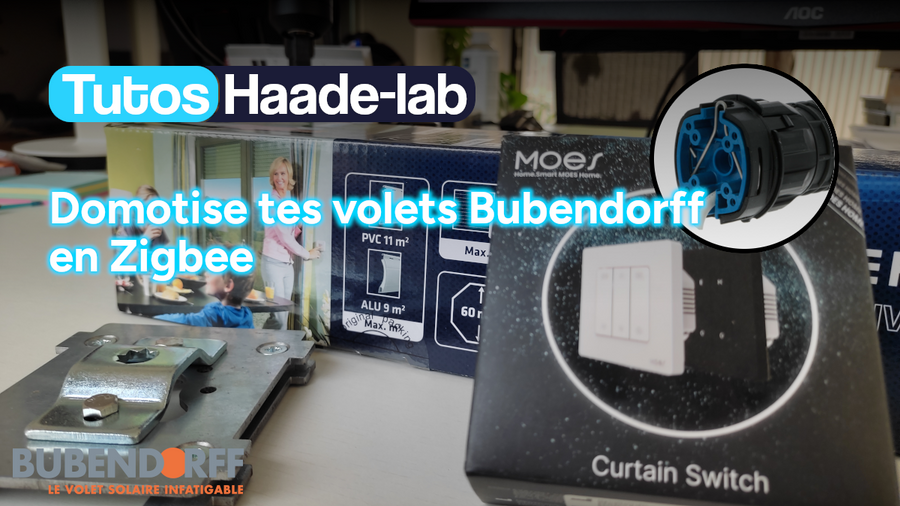 AOC
Tutos Haade-lab
MOES
Home.Smart MOES Home.
Domotise tes volets Bubendorff
en Zigbee
PVC 11 m²
ALU 9 m²
Max.
Max. m²
60
Curtain Switch
BUBENDORFF
LE VOLET SOLAIRE INFATIGABLE